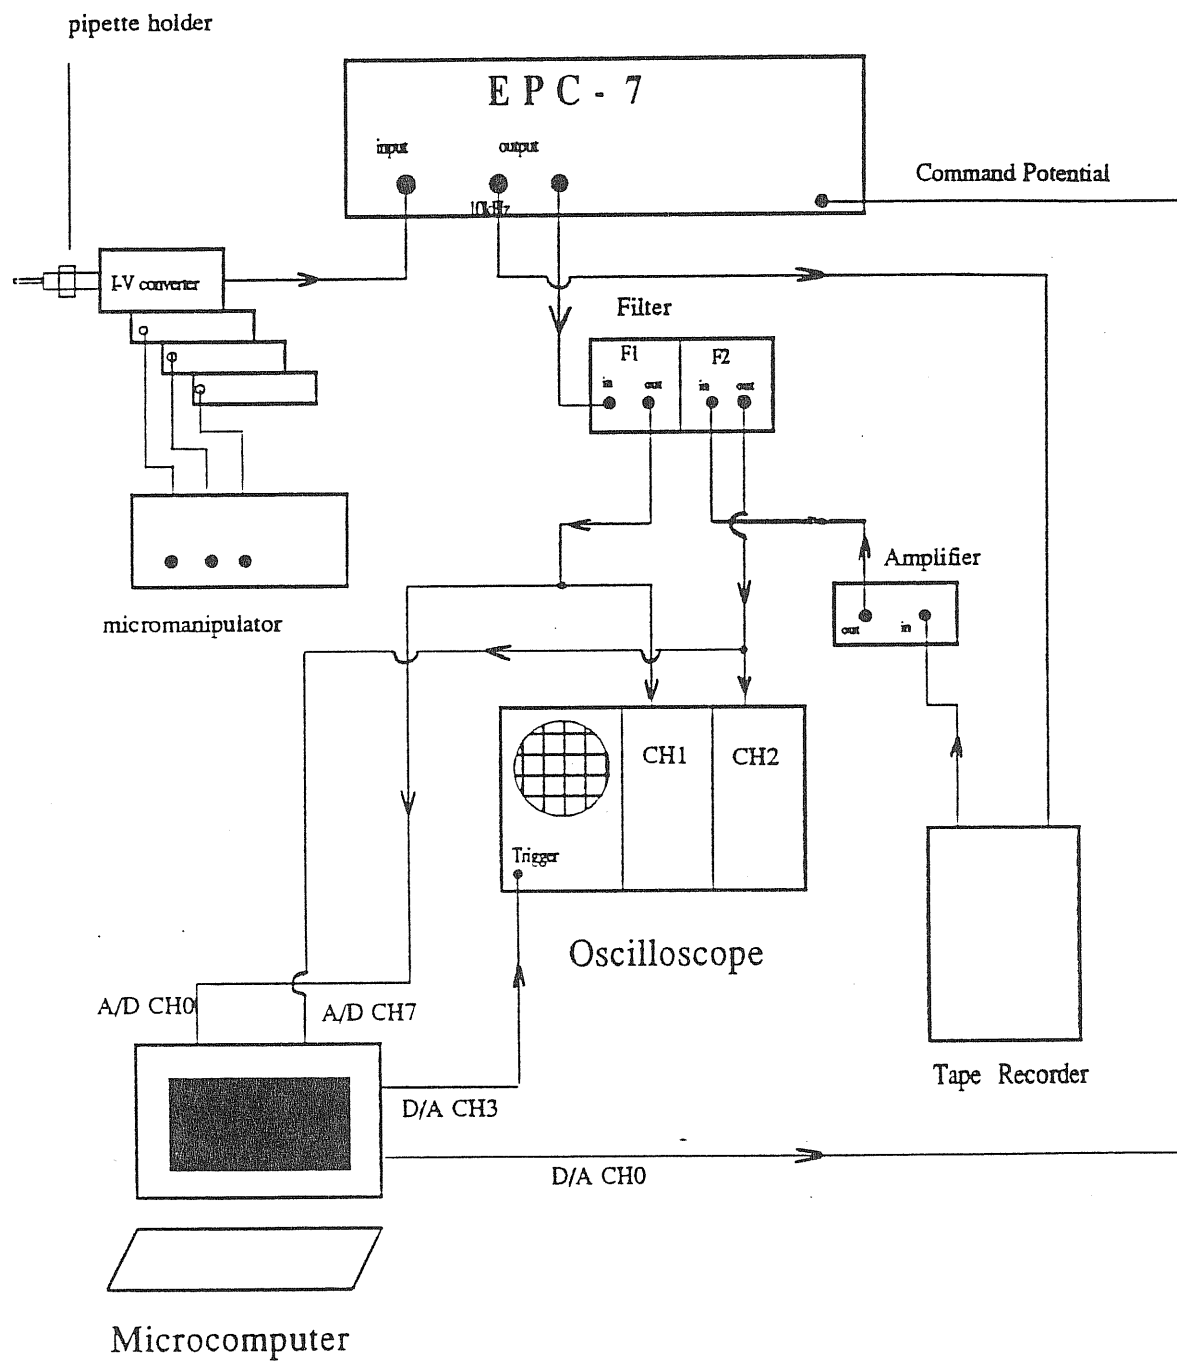 pipette holder
EPC-7
input
output
10kHz
Command Potential
I-V converter
Filter
F1
F2
in
out
in
out
Amplifier
out
in
micromanipulator
CH1
CH2
Trigger
Oscilloscope
A/D CH0
A/D CH7
Tape Recorder
D/A CH3
D/A CH0
Microcomputer